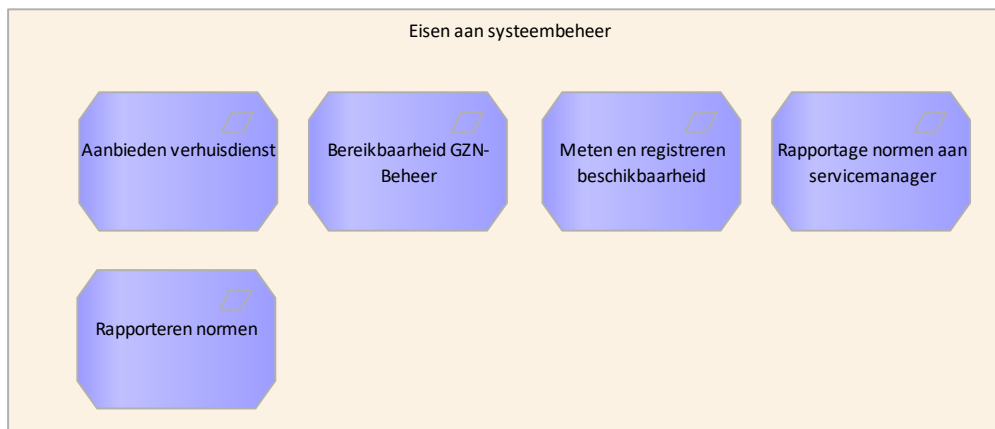 Eisen aan systeembeheer
Aanbieden verhuisdienst
Bereikbaarheid GZN-
Beheer
Meten en registreren
beschikbaarheid
Rapportage normen aan
servicemanager
Rapporteren normen